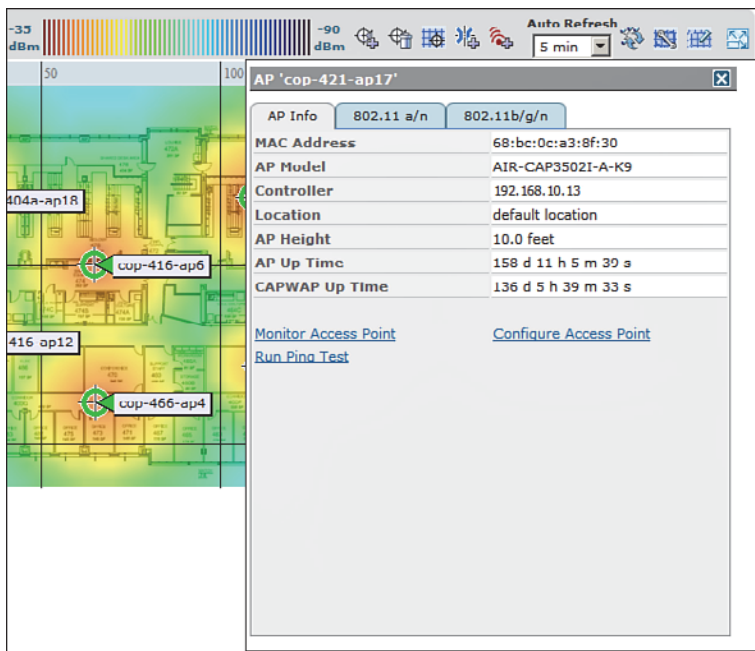 -35
dBm
-90
dBm
Auto Refresh
5 min
50
100
AP 'cop-421-ap17'
AP Info
802.11 a/n
802.11b/g/n
MAC Address
68:bc:0c:a3:8f:30
AP Model
AIR-CAP3502I-A-K9
Controller
192.168.10.13
Location
default location
AP Height
10.0 feet
AP Up Time
158 d 11 h 5 m 39 s
CAPWAP Up Time
136 d 5 h 39 m 33 s
Monitor Access Point
Configure Access Point
Run Ping Test
404a-ap18
cop-416-ap6
416-ap12
cop-466-ap4